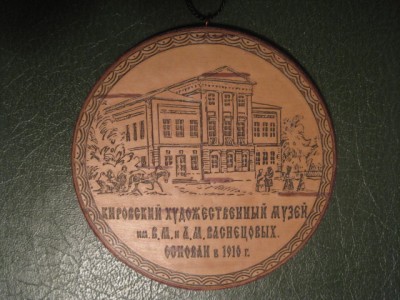 КИРОВСКИЙ ХУДОЖЕСТВЕННЫЙ МУЗЕЙ
им. В.М. и А.М. ВАСНЕЦОВЫХ.
ОСНОВАН в 1910 г.